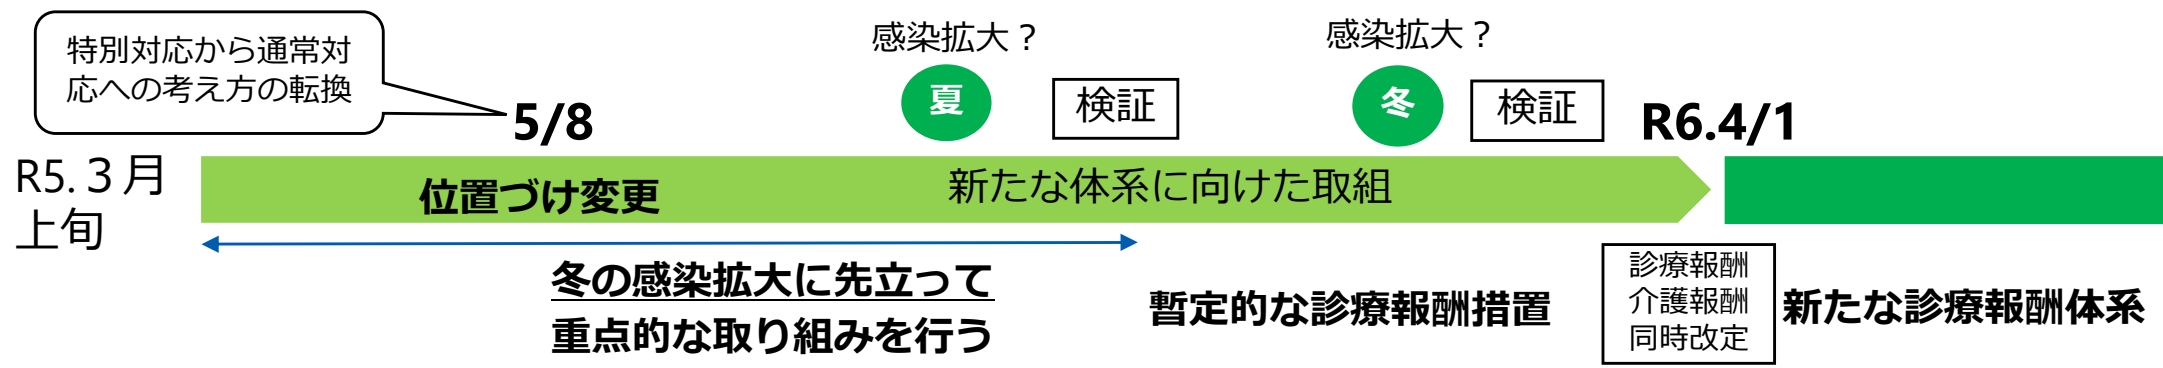 特別対応から通常対
応への考え方の転換
感染拡大？
感染拡大？
夏
検証
冬
検証
5/8
R6.4/1
R5.３月
上旬
位置づけ変更
新たな体系に向けた取組
冬の感染拡大に先立って
重点的な取り組みを行う
暫定的な診療報酬措置
診療報酬
介護報酬
同時改定
新たな診療報酬体系